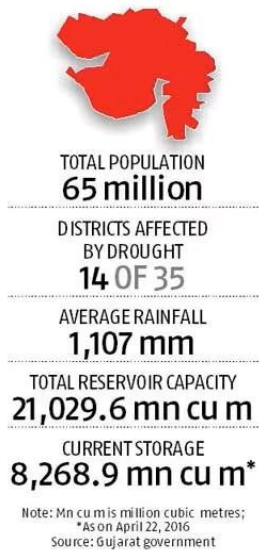 TOTAL POPULATION
65 million
DISTRICTS AFFECTED
BY DROUGHT
14 OF 35
AVERAGE RAINFALL
1,107 mm
TOTAL RESERVOIR CAPACITY
21,029.6 mn cu m
CURRENT STORAGE
8,268.9 mn cu m*
Note: Mn cu m is million cubic metres;
*As on April 22, 2016
Source: Gujarat government